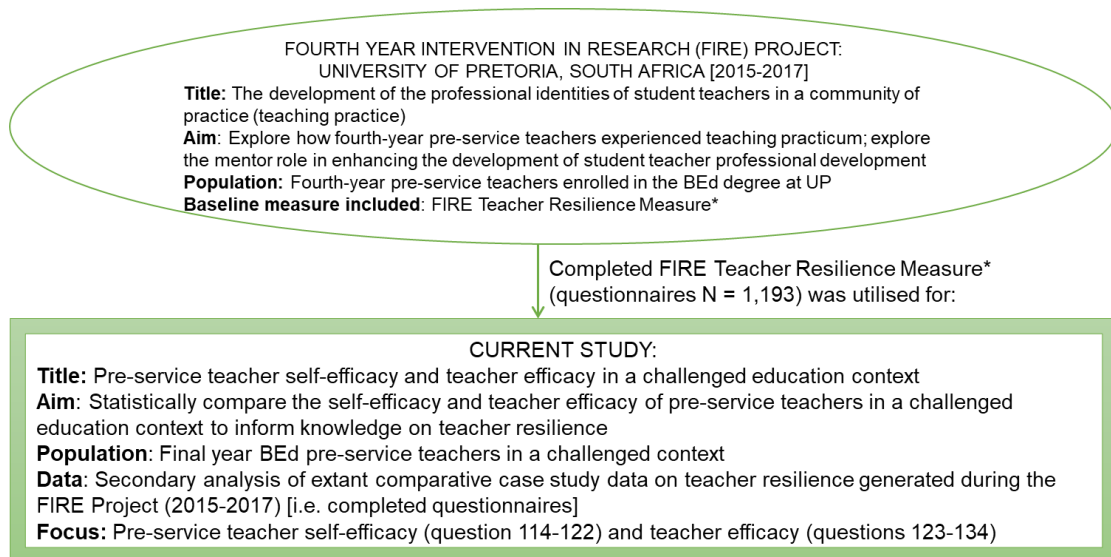 FOURTH YEAR INTERVENTION IN RESEARCH (FIRE) PROJECT:
UNIVERSITY OF PRETORIA, SOUTH AFRICA [2015-2017]
Title: The development of the professional identities of student teachers in a community of
practice (teaching practice)
Aim: Explore how fourth-year pre-service teachers experienced teaching practicum; explore
the mentor role in enhancing the development of student teacher professional development
Population: Fourth-year pre-service teachers enrolled in the BEd degree at UP
Baseline measure included: FIRE Teacher Resilience Measure*
Completed FIRE Teacher Resilience Measure*
(questionnaires N = 1,193) was utilised for:
CURRENT STUDY:
Title: Pre-service teacher self-efficacy and teacher efficacy in a challenged education context
Aim: Statistically compare the self-efficacy and teacher efficacy of pre-service teachers in a challenged
education context to inform knowledge on teacher resilience
Population: Final year BEd pre-service teachers in a challenged context
Data: Secondary analysis of extant comparative case study data on teacher resilience generated during the
FIRE Project (2015-2017) [i.e. completed questionnaires]
Focus: Pre-service teacher self-efficacy (question 114-122) and teacher efficacy (questions 123-134)